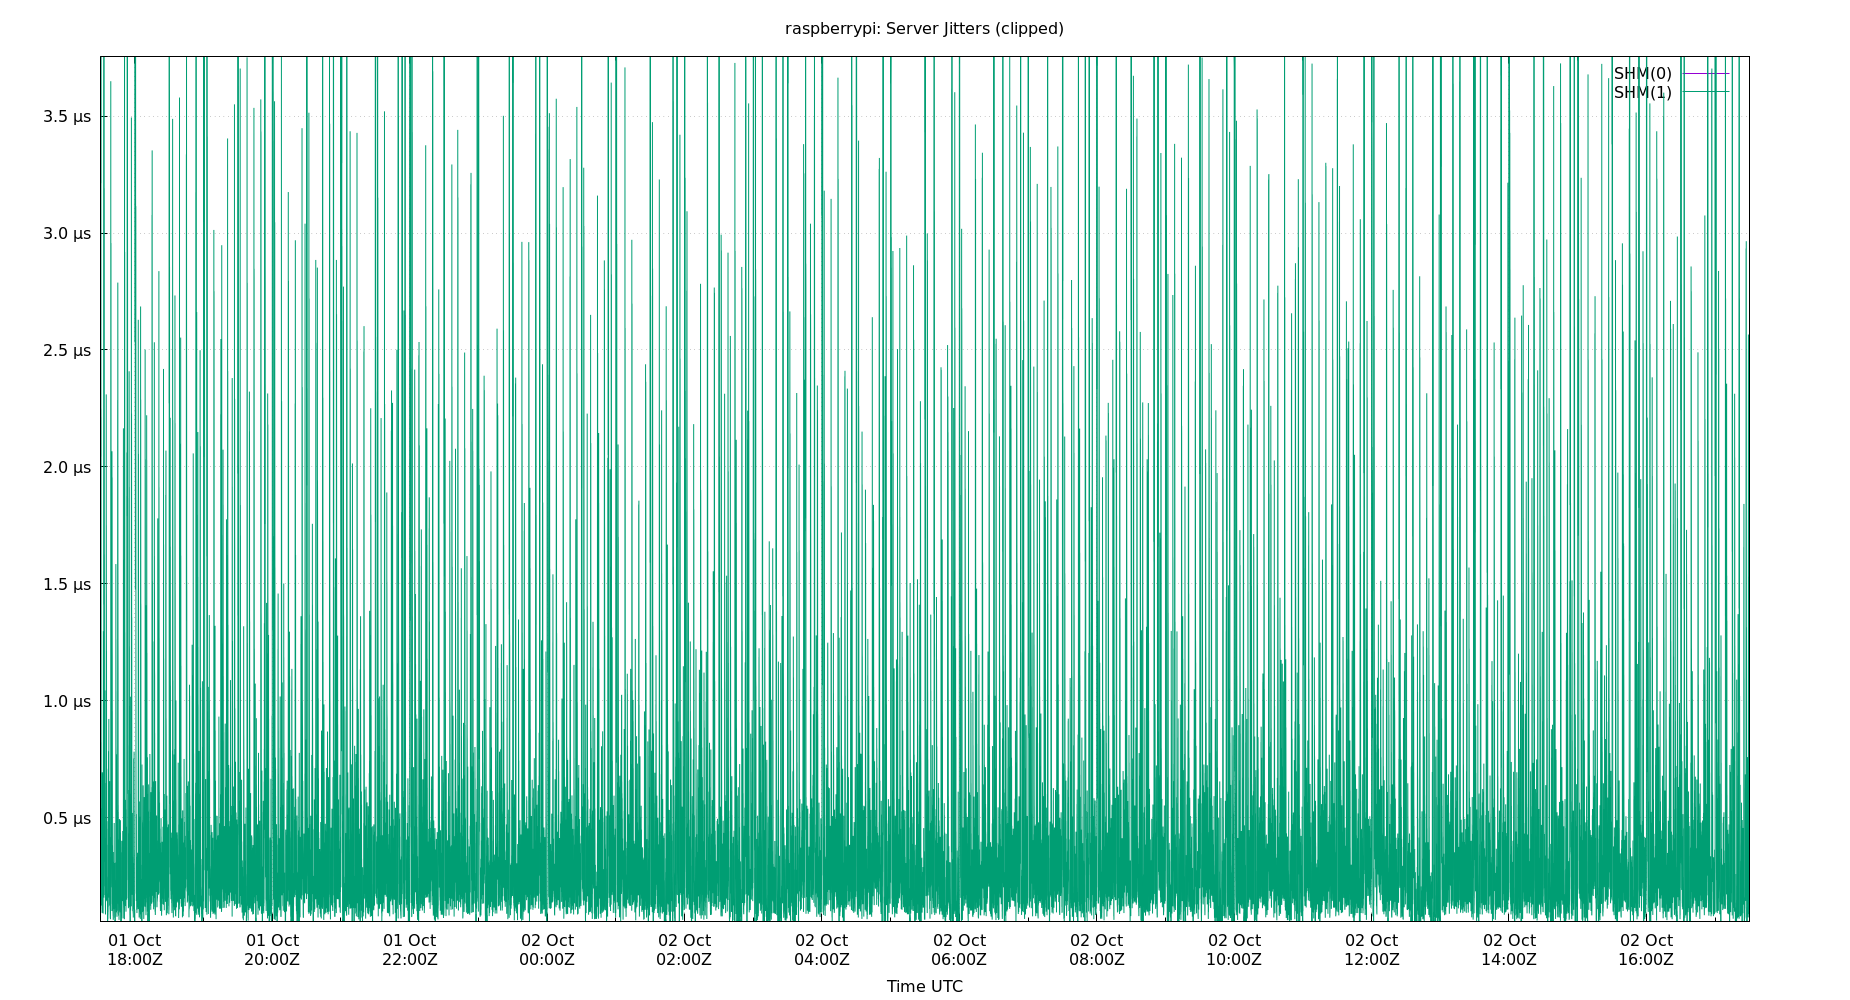 raspberrypi: Server Jitters (clipped)
SHM(0)
SHM(1)
3.5 µs
3.0 µs
2.5 µs
2.0 µs
1.5 µs
1.0 µs
0.5 µs
01 Oct 01 Oct 01 Oct 02 Oct 02 Oct 02 Oct 02 Oct 02 Oct 02 Oct 02 Oct 02 Oct 02 Oct
18:00Z 20:00Z 22:00Z 00:00Z 02:00Z 04:00Z 06:00Z 08:00Z 10:00Z 12:00Z 14:00Z 16:00Z
Time UTC